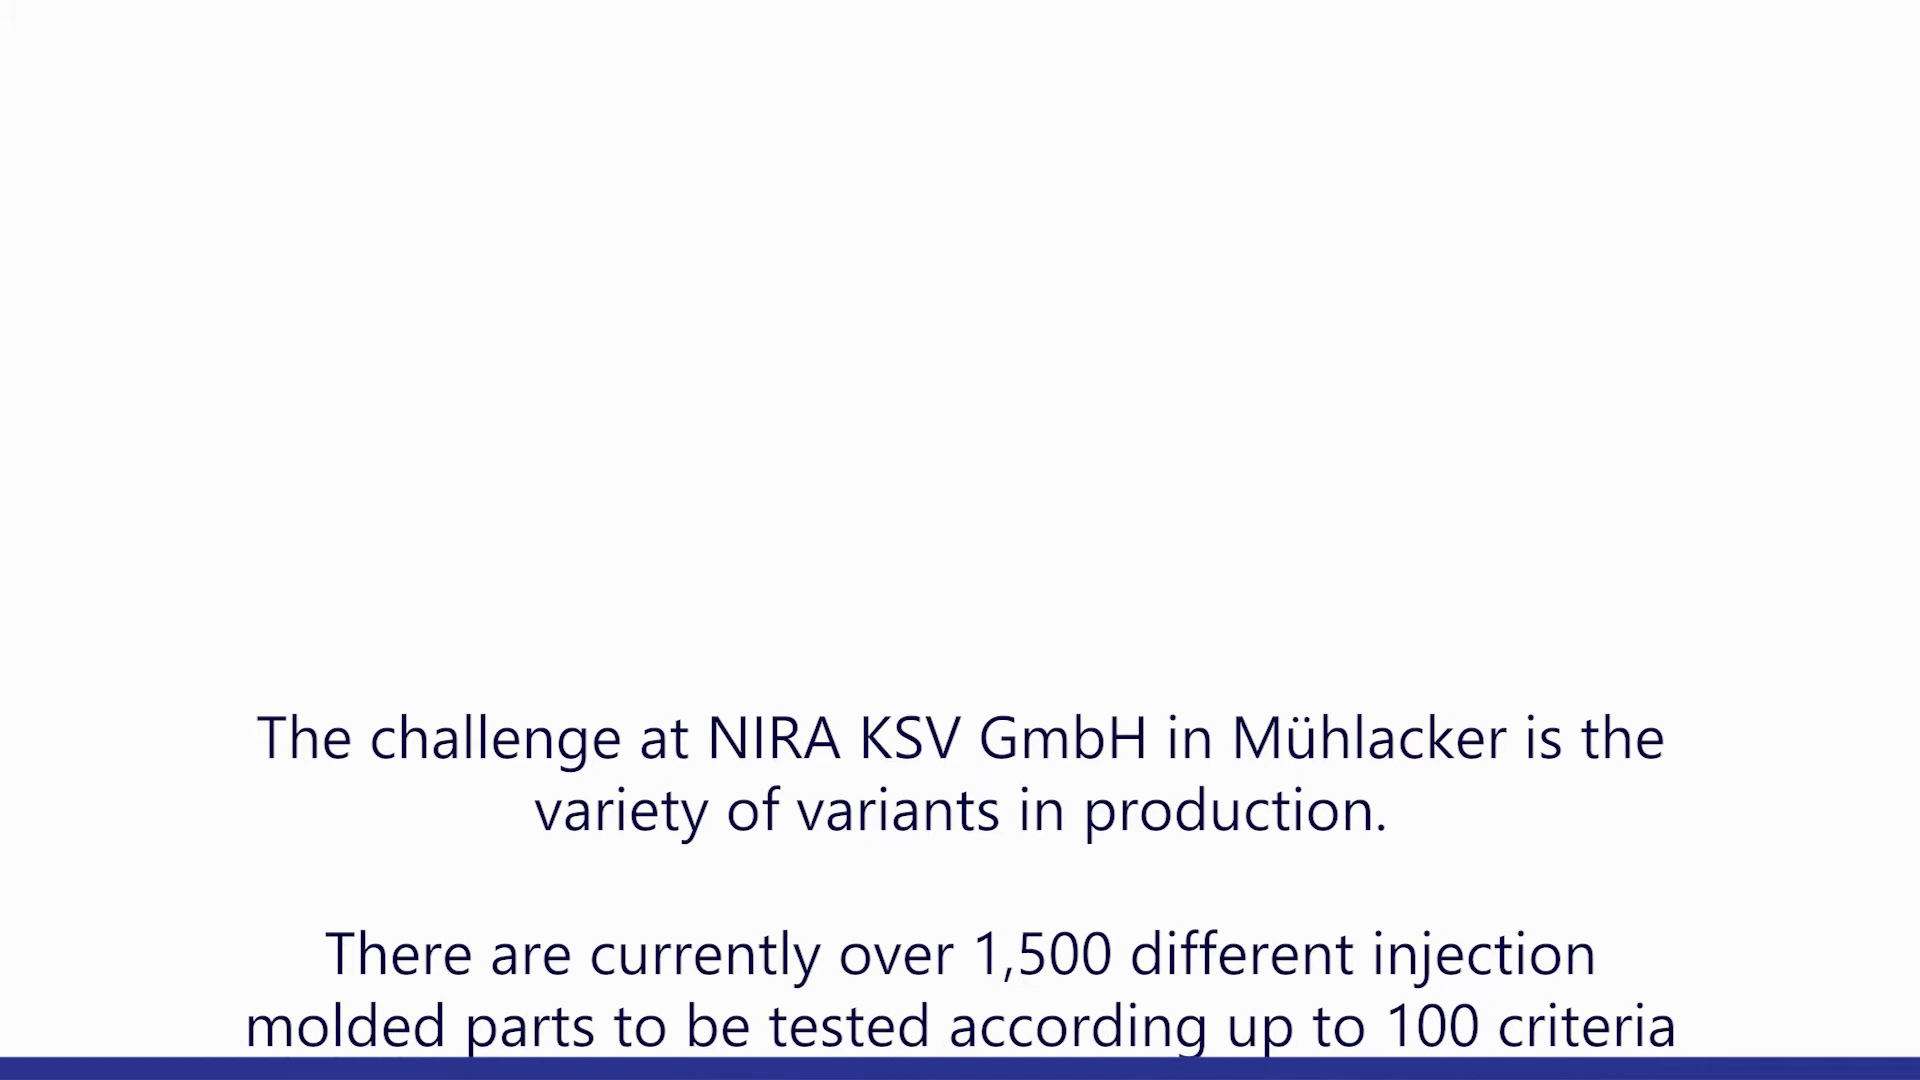 The challenge at NIRA KSV GmbH in Mühlacker is the
variety of variants in production.
There are currently over 1,500 different injection
molded parts to be tested according up to 100 criteria